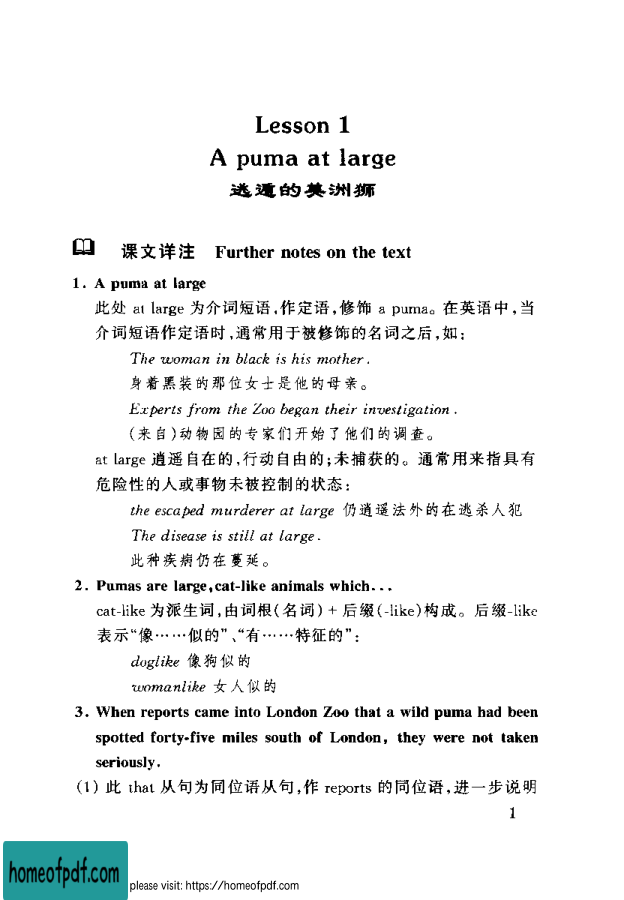 Lesson 1
A puma at large
逃遁的美洲狮
课文详注 Further notes on the text
1. A puma at large
此处 at large 为介词短语,作定语,修饰 a puma。在英语中,当
介词短语作定语时,通常用于被修饰的名词之后,如:
The woman in black is his mother.
身着黑装的那位女士是他的母亲。
Experts from the Zoo began their investigation.
(来自)动物园的专家们开始了他们的调查。
at large 逍遥自在的,行动自由的;未捕获的。通常用来指具有
危险性的人或事物未被控制的状态:
the escaped murderer at large 仍逍遥法外的在逃杀人犯
The disease is still at large.
此种疾病仍在蔓延。
2. Pumas are large,cat-like animals which...
cat-like 为派生词,由词根(名词) + 后缀(-like)构成。后缀-like
表示“像……似的”、“有……特征的”:
doglike 像狗似的
womanlike 女人似的
3. When reports came into London Zoo that a wild puma had been
spotted forty-five miles south of London, they were not taken
seriously.
(1) 此 that 从句为同位语从句,作 reports 的同位语,进一步说明
1
homeofpdf.com
please visit: https://homeofpdf.com